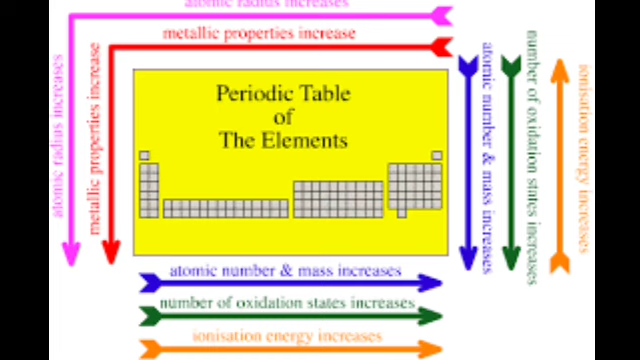 atomic radius increases
metallic properties increase
atomic radius increases
metallic properties increase
Periodic Table
of
The Elements
atomic number & mass increases
number of oxidation states increases
ionisation energy increases
atomic number & mass increases
number of oxidation states increases
ionisation energy increases